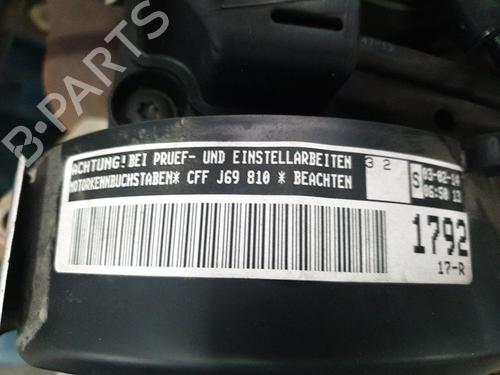 B-PARTS
ACHTUNG! BEI PRUEF- UND EINSTELLARBEITEN
MOTORKENNBUCHSTABEN* CFF J69 810 * BEACHTEN
3 2
S 03-02-14
06:50 13
1792
17-R